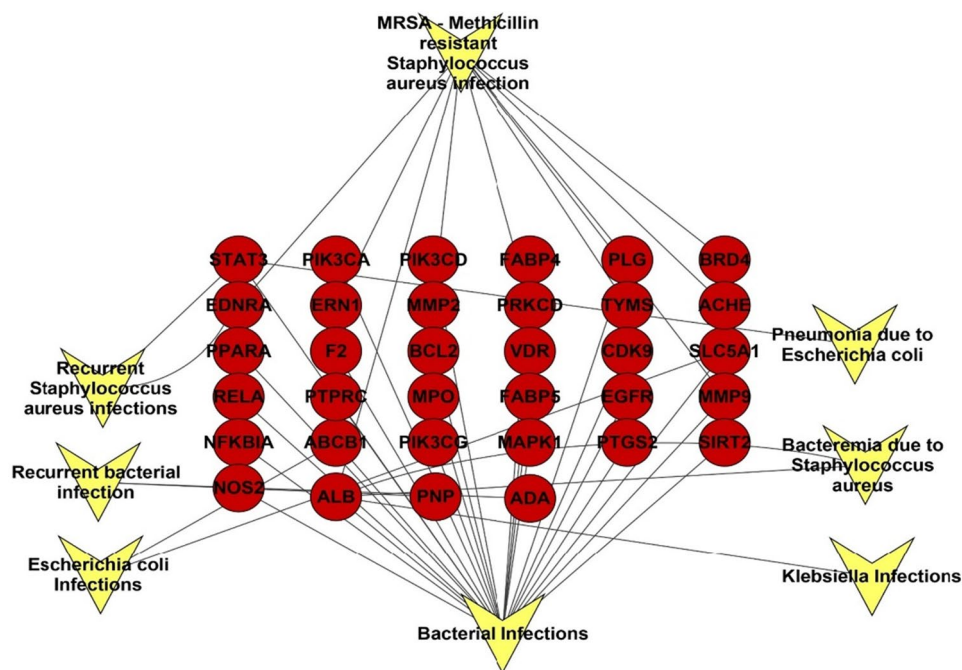 MRSA - Methicillin
resistant
Staphylococcus
aureus infection
STAT3 PIK3CA PIK3CD FABP4 PLG BRD4
EDNRA ERN1 MMP2 PRKCD TYMS ACHE
PPARA F2 BCL2 VDR CDK9 SLC5A1
RELA PTPRC MPO FABP5 EGFR MMP9
NFKBIA ABCB1 PIK3CG MAPK1 PTGS2 SIRT2
NOS2 ALB PNP ADA
Recurrent
Staphylococcus
aureus infections
Recurrent bacterial
infection
Escherichia coli
Infections
Pneumonia due to
Escherichia coli
Bacteremia due to
Staphylococcus
aureus
Klebsiella Infections
Bacterial Infections